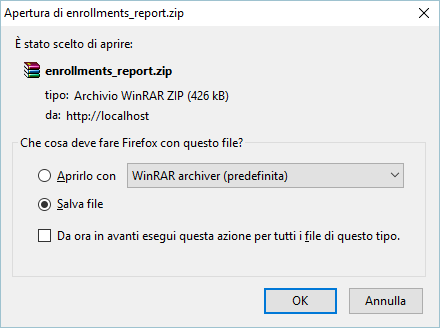 Apertura di enrollments_report.zip
È stato scelto di aprire:
enrollments_report.zip
tipo: Archivio WinRAR ZIP (426 kB)
da: http://localhost
Che cosa deve fare Firefox con questo file?
Aprirlo con WinRAR archiver (predefinita)
Salva file
Da ora in avanti esegui questa azione per tutti i file di questo tipo.
OK Annulla